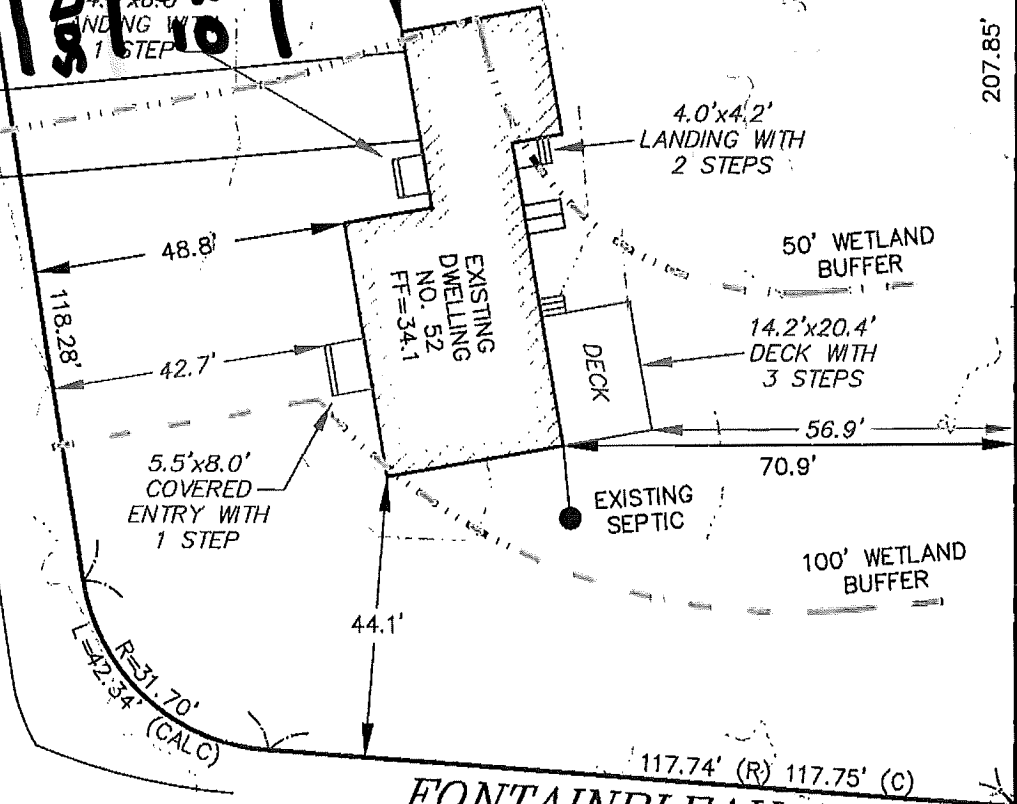 LANDING WITH
1 STEP
10
207.85'
4.0'x4.2'
LANDING WITH
2 STEPS
48.8'
50' WETLAND
BUFFER
EXISTING
DWELLING
NO. 52
FF=34.1
118.28'
14.2'x20.4'
DECK WITH
3 STEPS
DECK
42.7'
56.9'
70.9'
5.5'x8.0'
COVERED
ENTRY WITH
1 STEP
EXISTING
SEPTIC
100' WETLAND
BUFFER
44.1'
R=31.70'
L=42.34' (CALC)
117.74' (R) 117.75' (C)